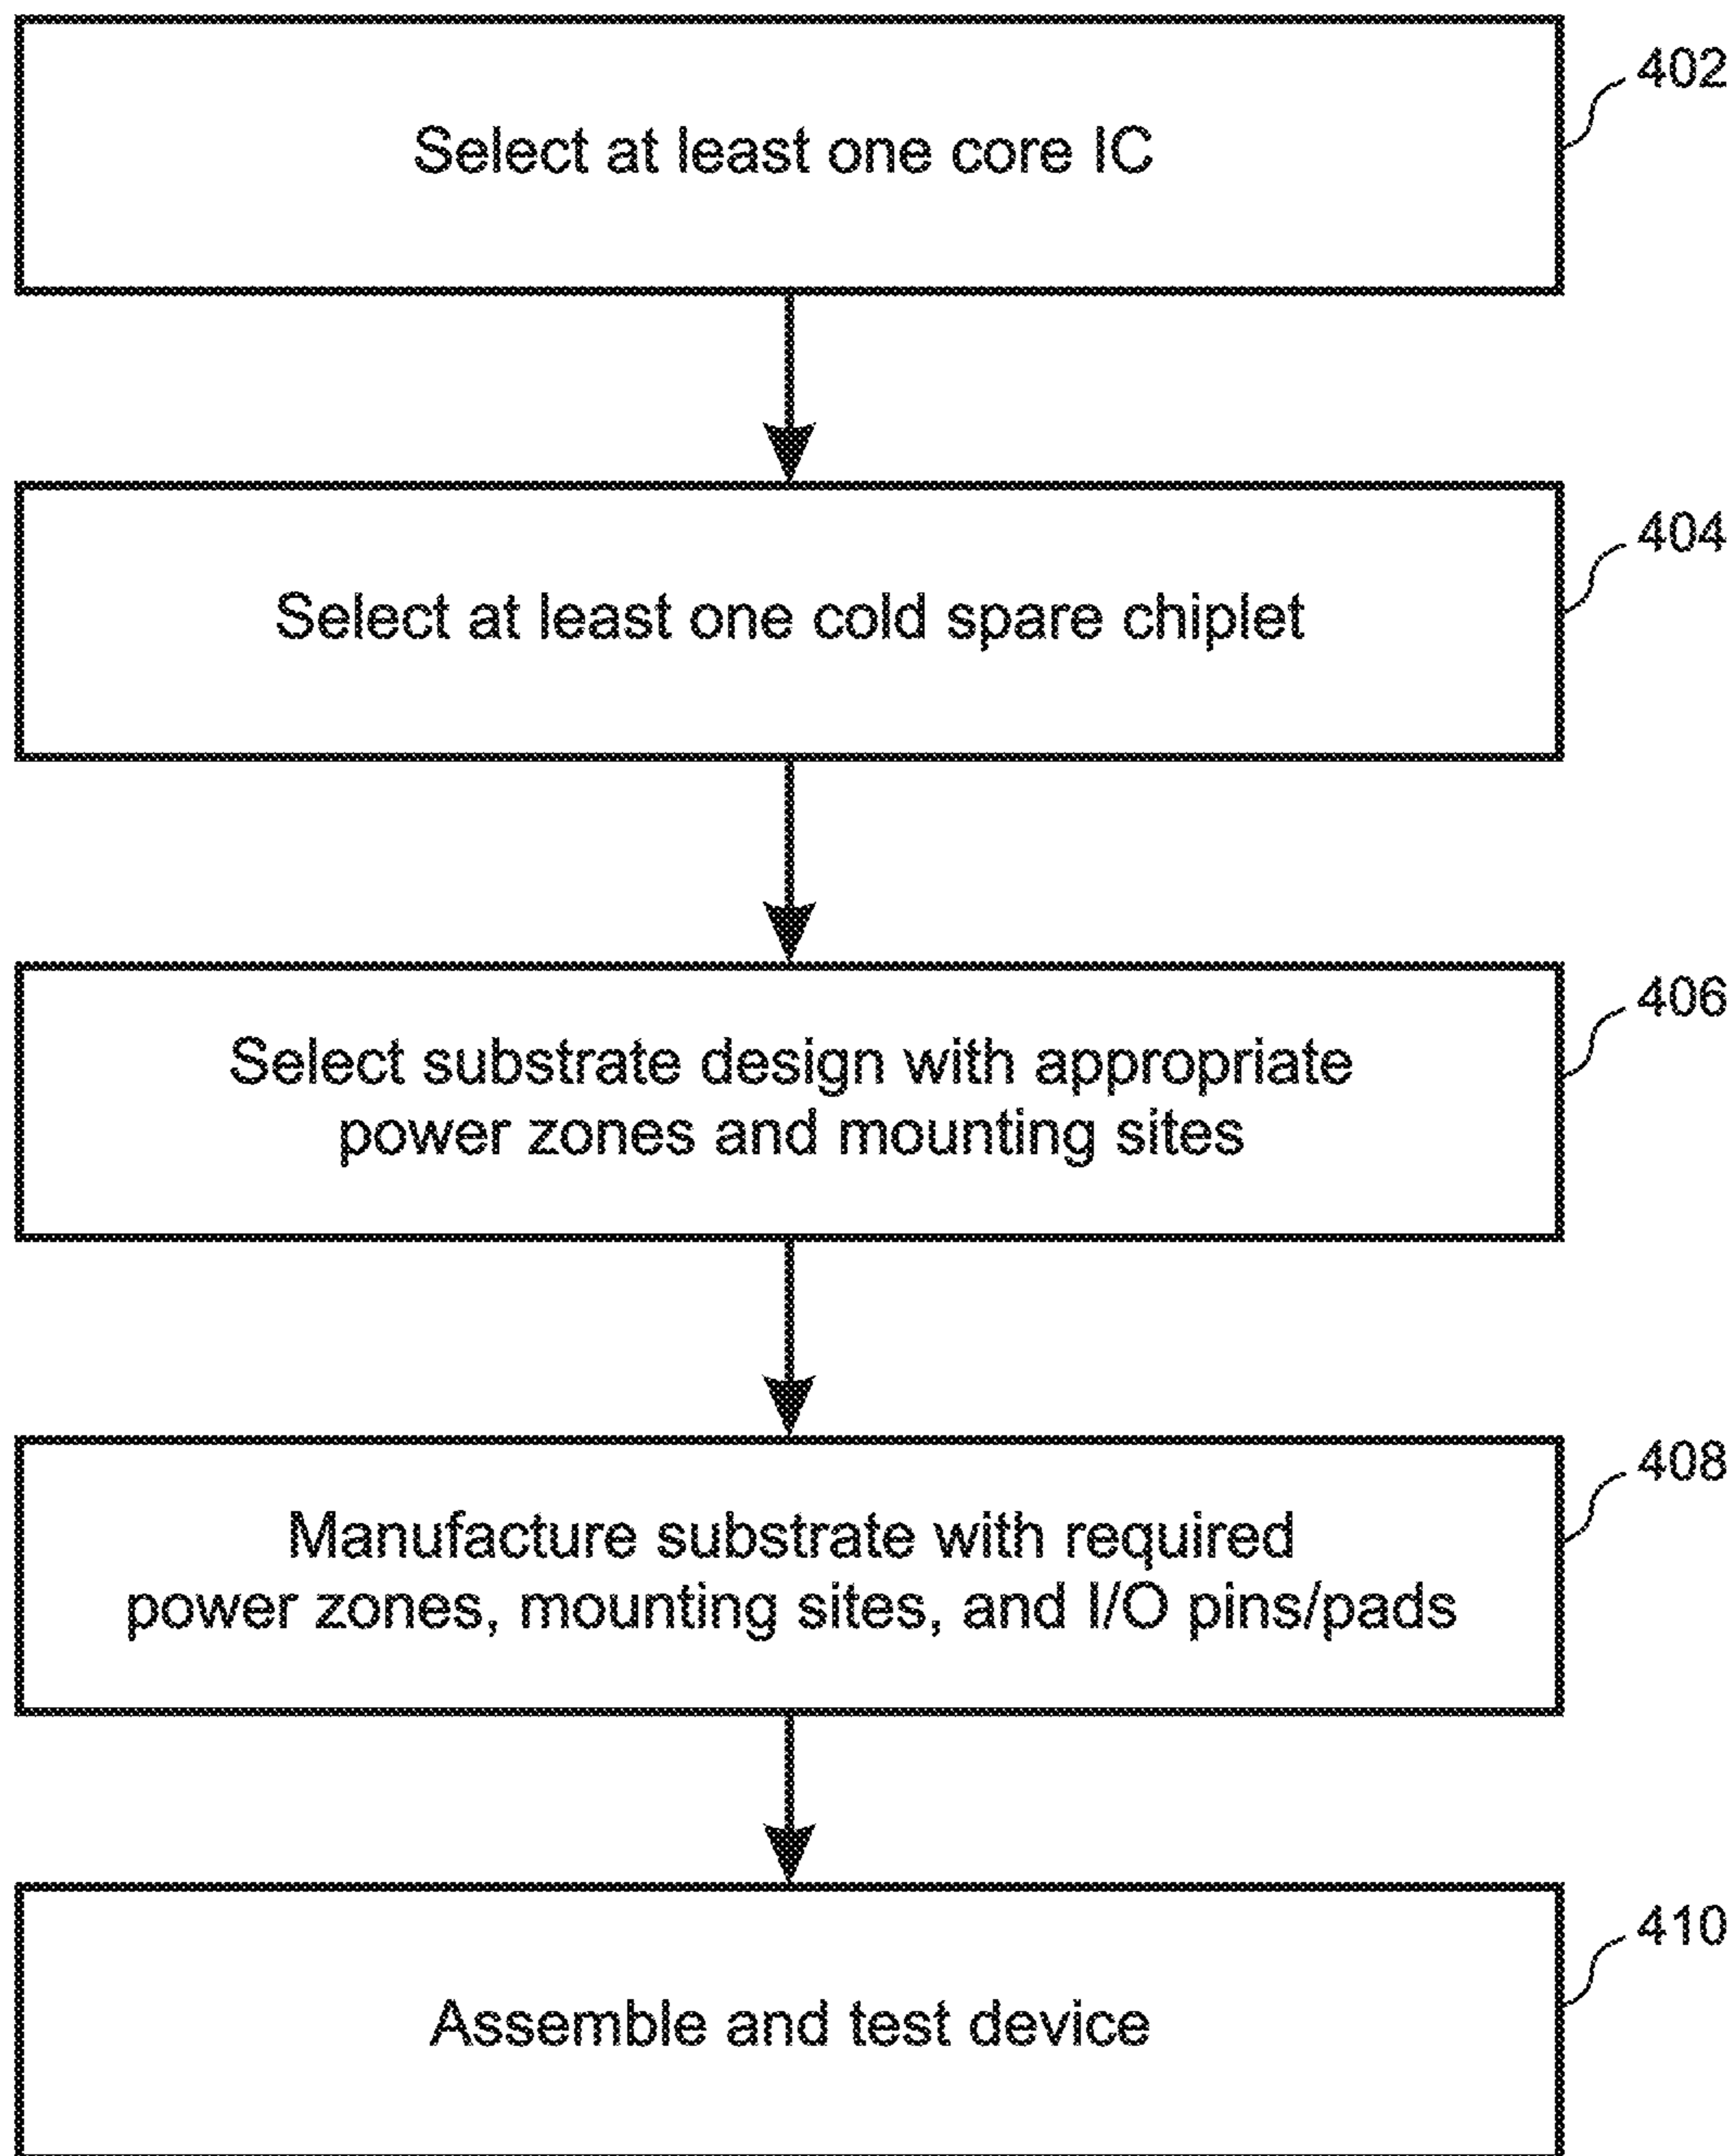 402
Select at least one core IC
404
Select at least one cold spare chiplet
406
Select substrate design with appropriate
power zones and mounting sites
408
Manufacture substrate with required
power zones, mounting sites, and I/O pins/pads
410
Assemble and test device